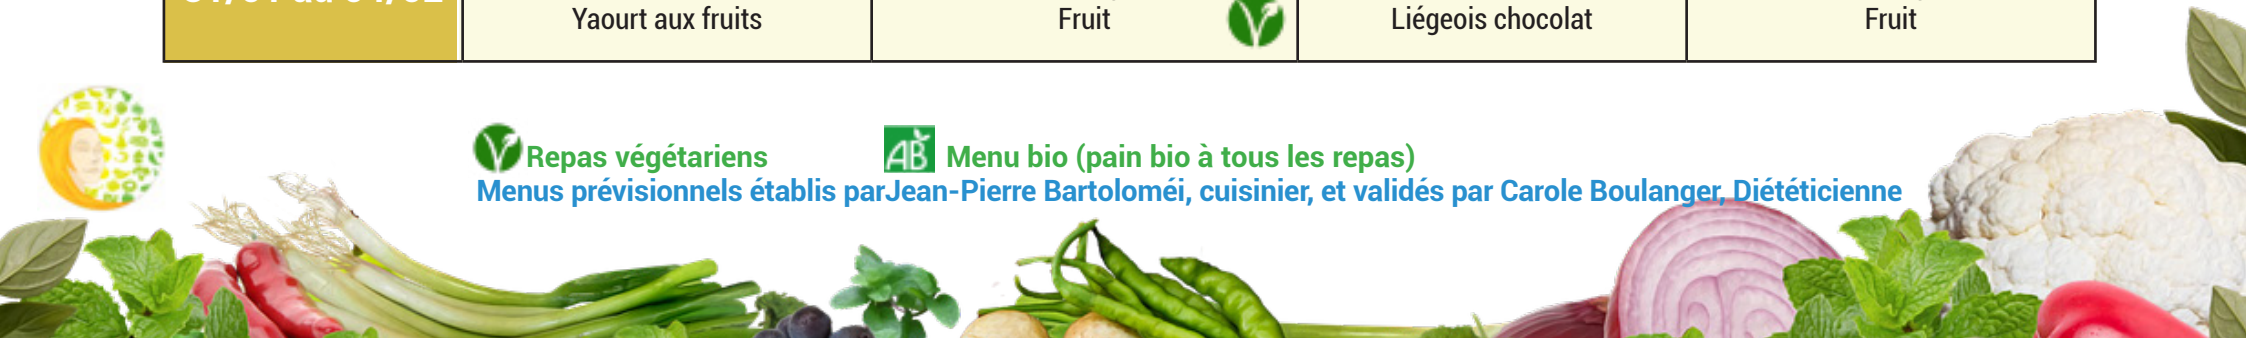 Yaourt aux fruits
Fruit
Liégeois chocolat
Fruit
Repas végétariens
AB Menu bio (pain bio à tous les repas)
Menus prévisionnels établis parJean-Pierre Bartoloméi, cuisinier, et validés par Carole Boulanger, Diététicienne